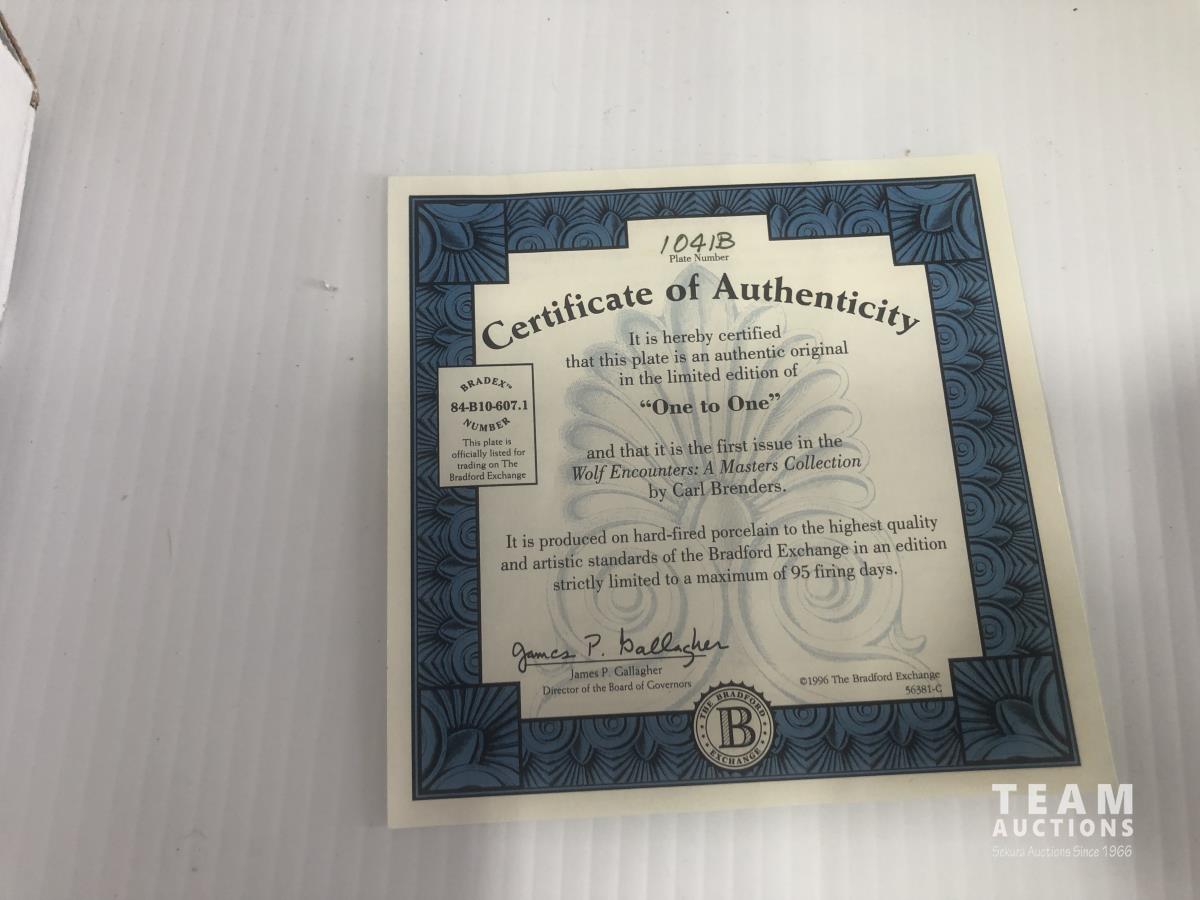 1041B
Plate Number
Certificate of Authenticity
It is hereby certified
that this plate is an authentic original
in the limited edition of
“One to One”
and that it is the first issue in the
Wolf Encounters: A Masters Collection
by Carl Brenders.
BRADEX™
84-B10-607.1
NUMBER
This plate is
officially listed for
trading on The
Bradford Exchange
It is produced on hard-fired porcelain to the highest quality
and artistic standards of the Bradford Exchange in an edition
strictly limited to a maximum of 95 firing days.
James P. Gallagher
James P. Gallagher
Director of the Board of Governors
©1996 The Bradford Exchange
56381-C
THE BRADFORD
B
EXCHANGE
TEAM
AUCTIONS
Sekura Auctions Since 1966